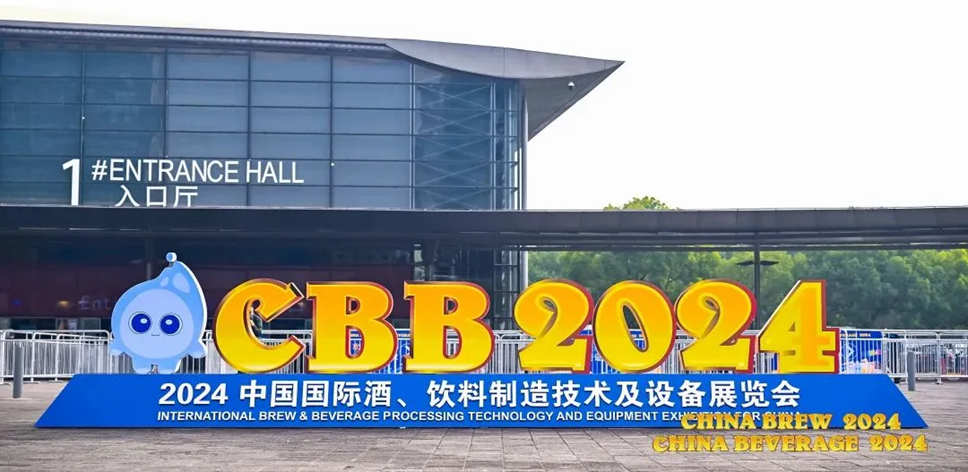 1 #ENTRANCE HALL
入口厅
CBB 2024
2024 中国国际酒、饮料制造技术及设备展览会
INTERNATIONAL BREW & BEVERAGE PROCESSING TECHNOLOGY AND EQUIPMENT EXHIBITION FOR CHINA
CHINA BREW 2024
CHINA BEVERAGE 2024